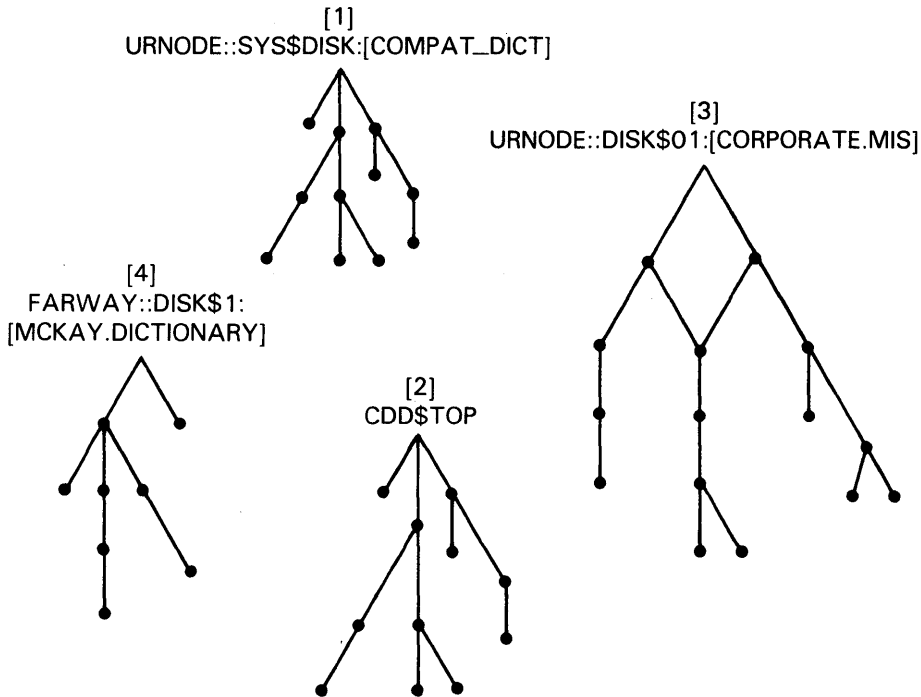 [1]
URNODE::SYS$DISK:[COMPAT_DICT]
[3]
URNODE::DISK$01:[CORPORATE.MIS]
[4]
FARWAY::DISK$1:
[MCKAY.DICTIONARY]
[2]
CDD$TOP